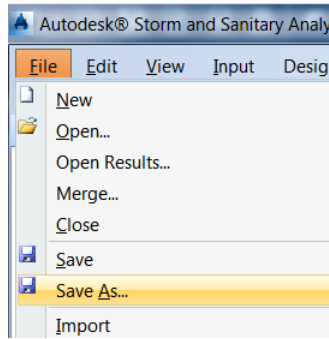 Autodesk® Storm and Sanitary Analy
File Edit View Input Desig
New
Open...
Open Results...
Merge...
Close
Save
Save As...
Import